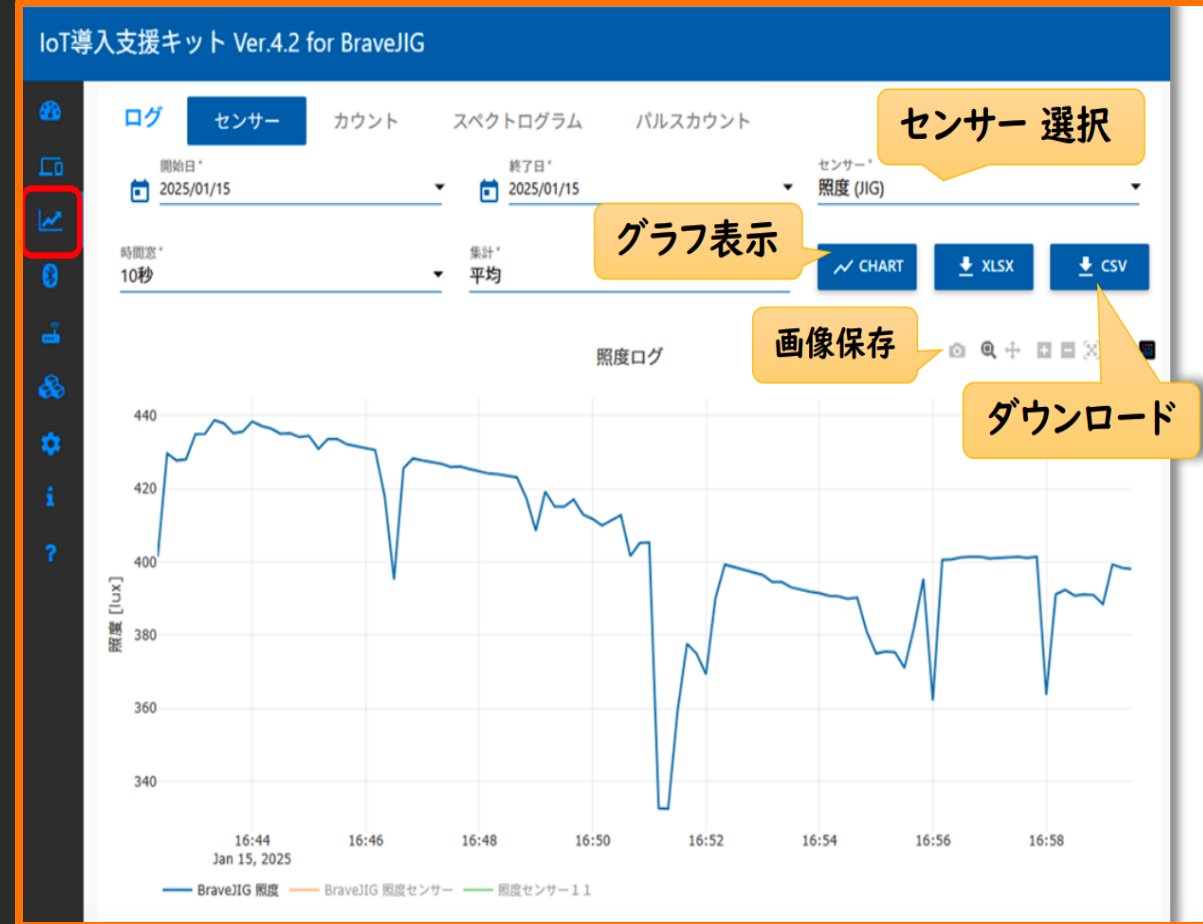 IoT導入支援キット Ver.4.2 for BraveJIG
ログ センサー カウント スペクトログラム パルスカウント
センサー 選択
開始日* 終了日* センサー*
2025/01/15 2025/01/15 照度 (JIG)
グラフ表示
時間窓* 集計*
10秒 平均 CHART XLSX CSV
画像保存
照度ログ
ダウンロード
440
420
400
380
360
340
照度 [lux]
16:44 16:46 16:48 16:50 16:52 16:54 16:56 16:58
Jan 15, 2025
BraveJIG 照度 BraveJIG 照度センサー 照度センサー11
i
?